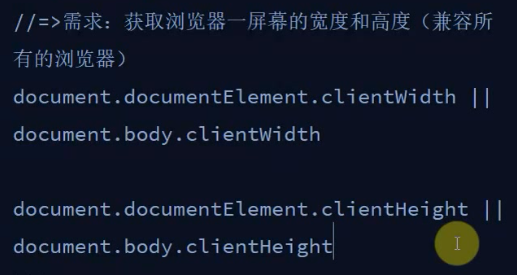 //=>需求：获取浏览器一屏幕的宽度和高度（兼容所
有的浏览器）
document.documentElement.clientWidth ||
document.body.clientWidth
document.documentElement.clientHeight ||
document.body.clientHeight